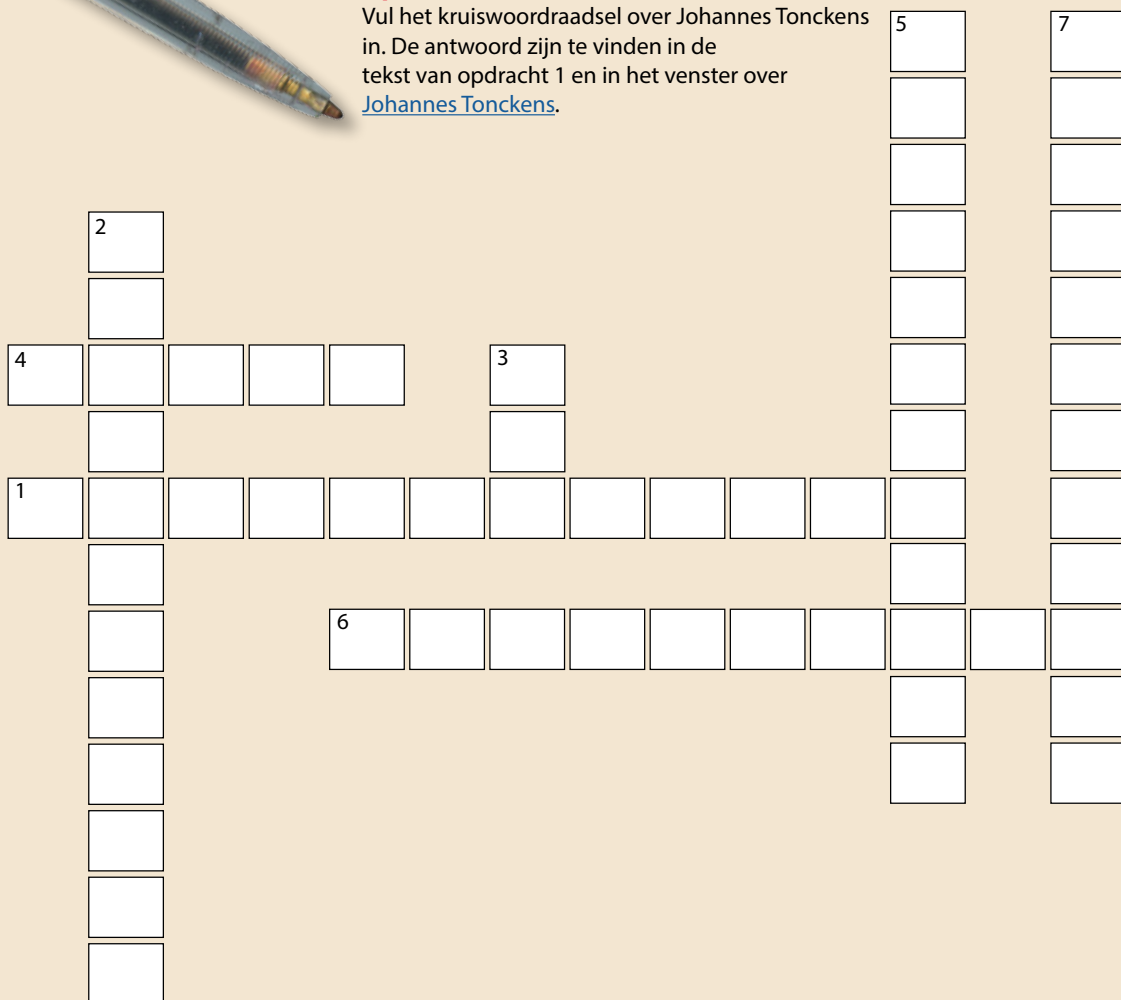 Vul het kruiswoordraadsel over Johannes Tonckens
in. De antwoord zijn te vinden in de
tekst van opdracht 1 en in het venster over
Johannes Tonckens.
5
7
2
4
3
1
6